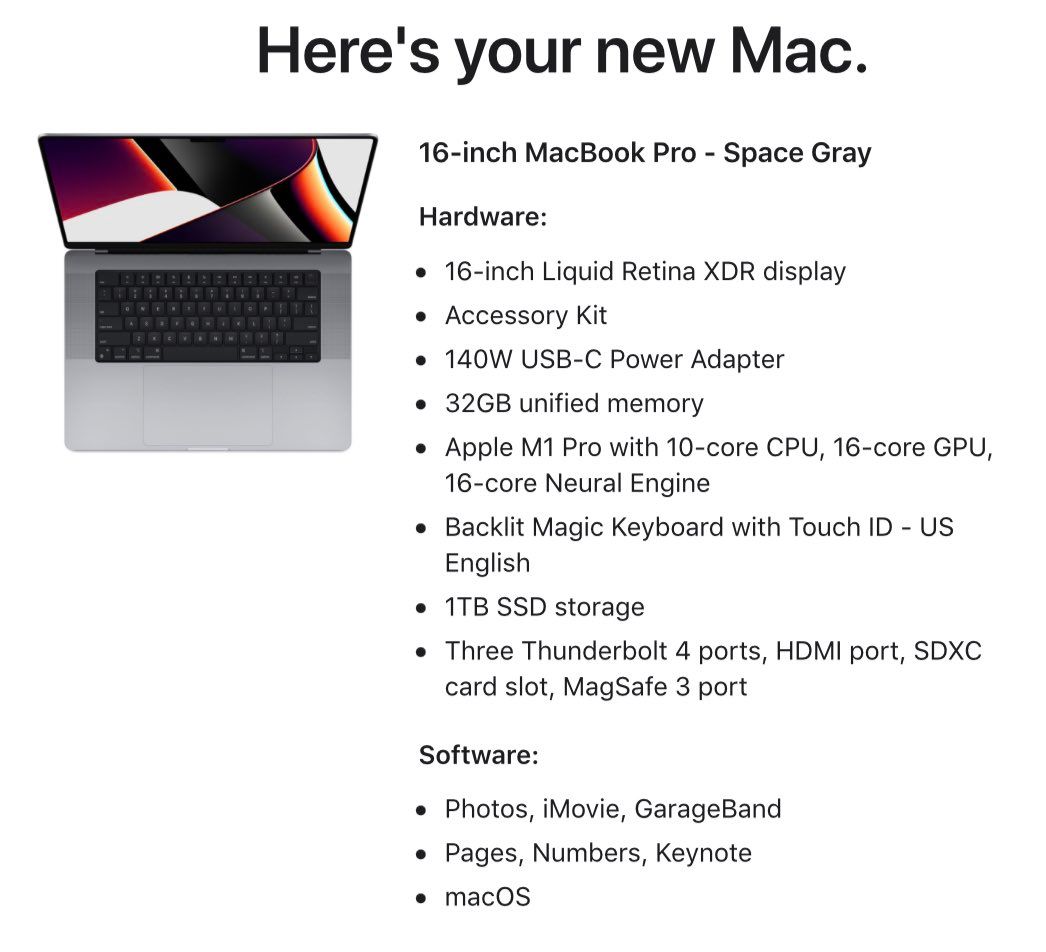 Here's your new Mac.
16-inch MacBook Pro - Space Gray
Hardware:
• 16-inch Liquid Retina XDR display
• Accessory Kit
• 140W USB-C Power Adapter
• 32GB unified memory
• Apple M1 Pro with 10-core CPU, 16-core GPU,
16-core Neural Engine
• Backlit Magic Keyboard with Touch ID - US
English
• 1TB SSD storage
• Three Thunderbolt 4 ports, HDMI port, SDXC
card slot, MagSafe 3 port
Software:
• Photos, iMovie, GarageBand
• Pages, Numbers, Keynote
• macOS